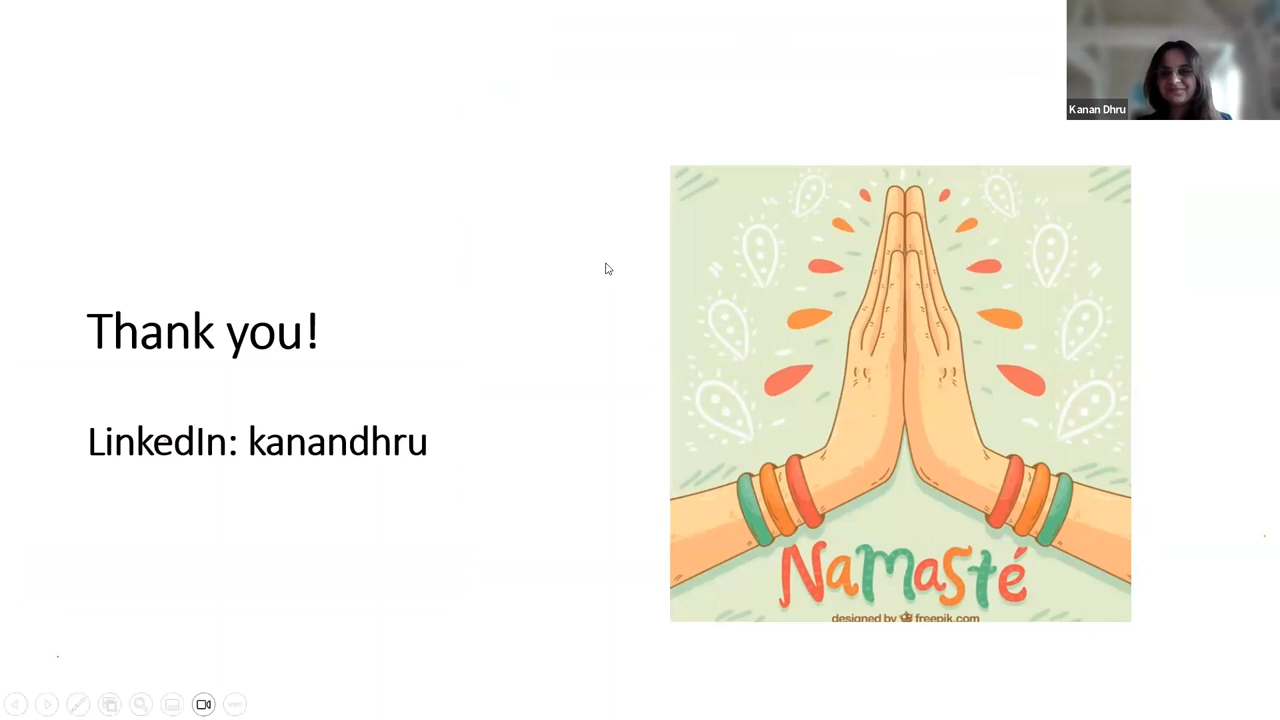 Kanan Dhru
Thank you!
LinkedIn: kanandhru
Namasté
designed by freepik.com